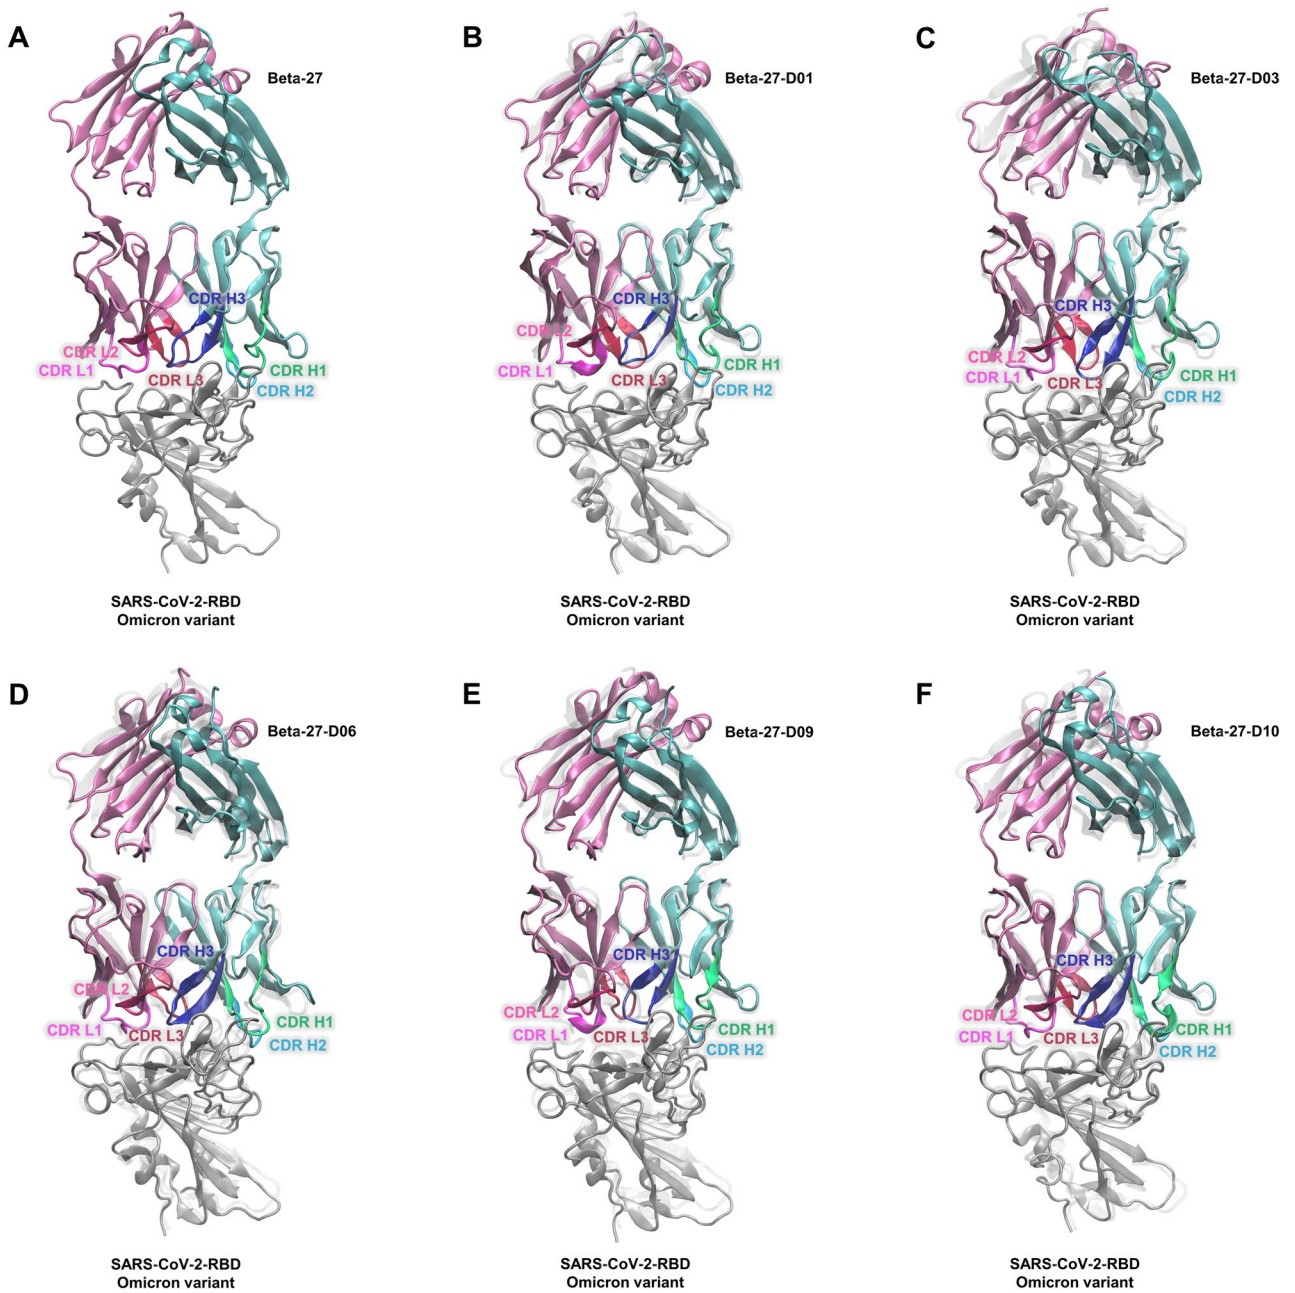 A
Beta-27
CDR H3
CDR L2
CDR L1
CDR L3
CDR H1
CDR H2
SARS-CoV-2-RBD
Omicron variant
B
Beta-27-D01
CDR H3
CDR L2
CDR L1
CDR L3
CDR H1
CDR H2
SARS-CoV-2-RBD
Omicron variant
C
Beta-27-D03
CDR H3
CDR L2
CDR L1
CDR L3
CDR H1
CDR H2
SARS-CoV-2-RBD
Omicron variant
D
Beta-27-D06
CDR H3
CDR L2
CDR L1
CDR L3
CDR H1
CDR H2
SARS-CoV-2-RBD
Omicron variant
E
Beta-27-D09
CDR H3
CDR L2
CDR L1
CDR L3
CDR H1
CDR H2
SARS-CoV-2-RBD
Omicron variant
F
Beta-27-D10
CDR H3
CDR L2
CDR L1
CDR L3
CDR H1
CDR H2
SARS-CoV-2-RBD
Omicron variant